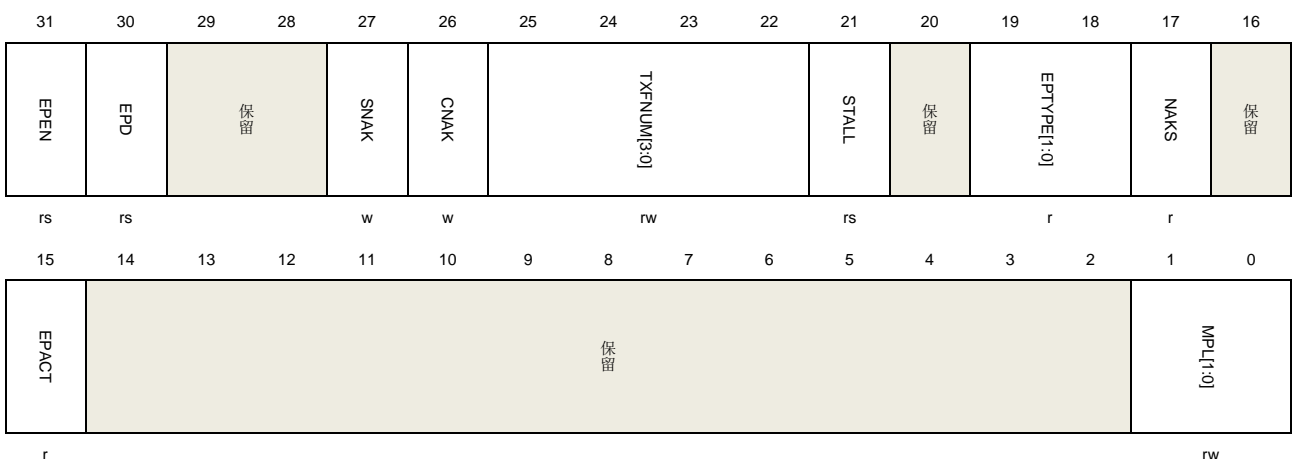 31 30 29 28 27 26 25 24 23 22 21 20 19 18 17 16
EPEN EPD 保留 SNAK CNAK TXFNUM[3:0] STALL 保留 EPTYPE[1:0] NAKS 保留
rs rs w w rw rs r r
15 14 13 12 11 10 9 8 7 6 5 4 3 2 1 0
EPACT 保留 MPL[1:0]
r rw